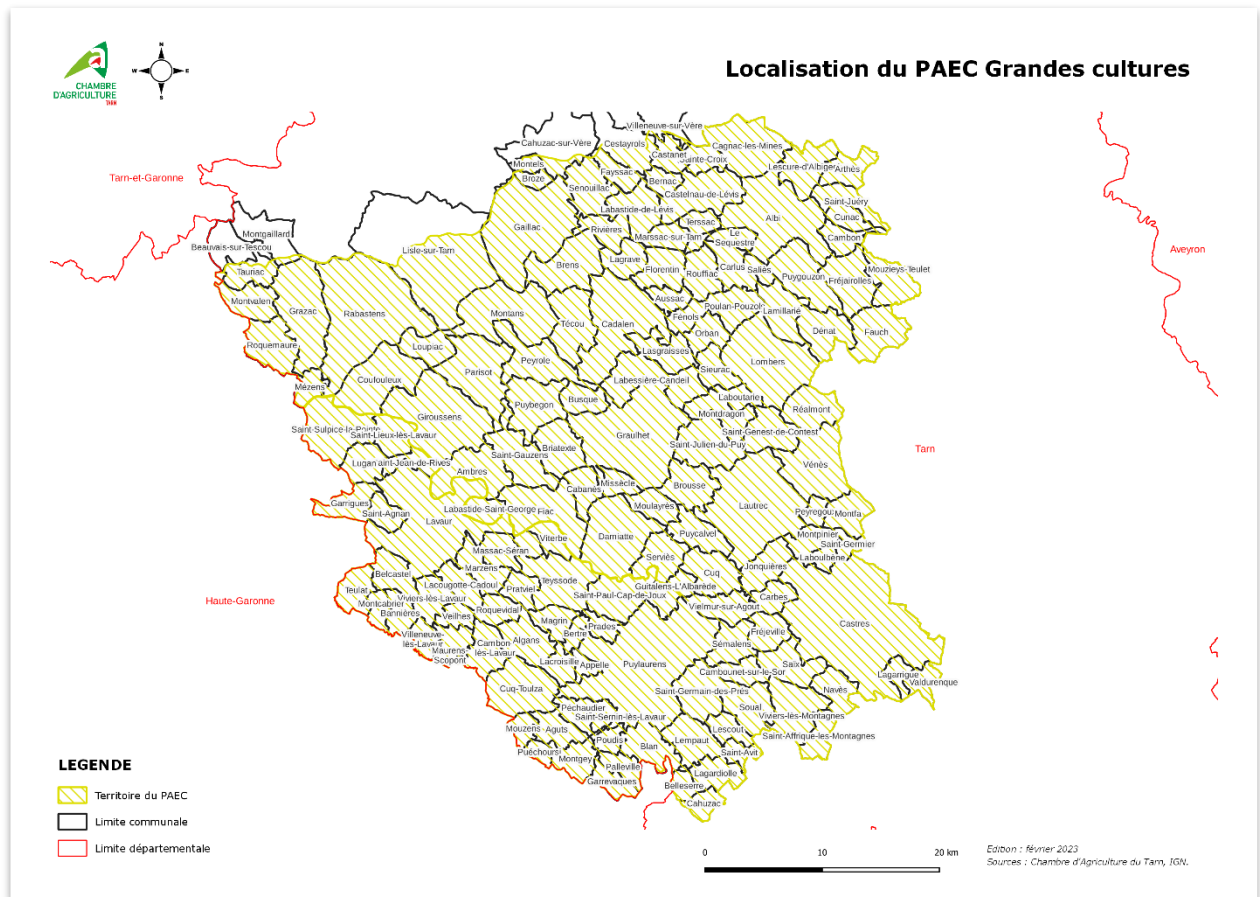 CHAMBRE
D'AGRICULTURE
TARN
N
W
E
S
Localisation du PAEC Grandes cultures
Villeneuve-sur-Vère
Cahuzac-sur-Vère
Cestayrols
Cagnac-les-Mines
Castanet
Sainte-Croix
Montels
Lescure-d'Albigeois
Arthès
Tarn-et-Garonne
Broze
Fayssac
Bernac
Senouillac
Castelnau-de-Lévis
Saint-Juéry
Labastide-de-Lévis
Cunac
Albi
Gaillac
Rivières
Terssac
Montgaillard
Marssac-sur-Tarn
Le
Sequestre
Cambon
Beauvais-sur-Tescou
Lisle-sur-Tarn
Aveyron
Lagrave
Brens
Florentin
Rouffiac
Carlus
Saliès
Puygouzon
Fréjairolles
Mouzieys-Teulet
Tauriac
Montvalen
Aussac
Poulan-Pouzols
Grazac
Rabastens
Montans
Fénols
Lamillarié
Técou
Cadalen
Orban
Dénat
Fauch
Roquemaure
Loupiac
Lasgraisses
Peyrole
Lombers
Parisot
Sieurac
Mézens
Coufouleux
Labessière-Candeil
Busque
Laboutarie
Puybegon
Montdragon
Réalmont
Giroussens
Saint-Sulpice-la-Pointe
Saint-Lieux-lès-Lavaur
Graulhet
Saint-Genest-de-Contest
Saint-Julien-du-Puy
Tarn
Briatexte
Saint-Gauzens
Lugan
aint-Jean-de-Rives
Vénès
Ambres
Cabanès
Missècle
Brousse
Garrigues
Saint-Agnan
Labastide-Saint-George
Fiac
Moulayrès
Lautrec
Peyregou
Montfa
Lavaur
Viterbe
Damiatte
Puycalvel
Montpinier
Saint-Germier
Massac-Séran
Serviès
Laboulbène
Marzens
Jonquières
Belcastel
Teyssode
Cuq
Teulat
Lacougotte-Cadoul
Pratviel
Guitalens-L'Albarède
Haute-Garonne
Viviers-lès-Lavaur
Saint-Paul-Cap-de-Joux
Carbes
Montcabrier
Bannières
Veilhes
Roquevidal
Magrin
Vielmur-sur-Agout
Castres
Villeneuve-
lès-Lavaur
Bertre
Prades
Fréjeville
Maurens-
Scopont
Cambon-
lès-Lavaur
Algans
Sémalens
Lacroisille
Appelle
Puylaurens
Cambounet-sur-le-Sor
Saïx
Lagarrigue
Valdurenque
Cuq-Toulza
Saint-Germain-des-Prés
Navès
Péchaudier
Soual
Saint-Sernin-lès-Lavaur
Viviers-lès-Montagnes
Mouzens
Aguts
Lescout
Saint-Affrique-les-Montagnes
Poudis
Blan
Lempaut
Puéchoursi
Montgey
Saint-Avit
Palleville
Lagardiolle
Garrevaques
Belleserre
Cahuzac
LEGENDE
Territoire du PAEC
Limite communale
Limite départementale
0 10 20 km
Edition : février 2023
Sources : Chambre d'Agriculture du Tarn, IGN.